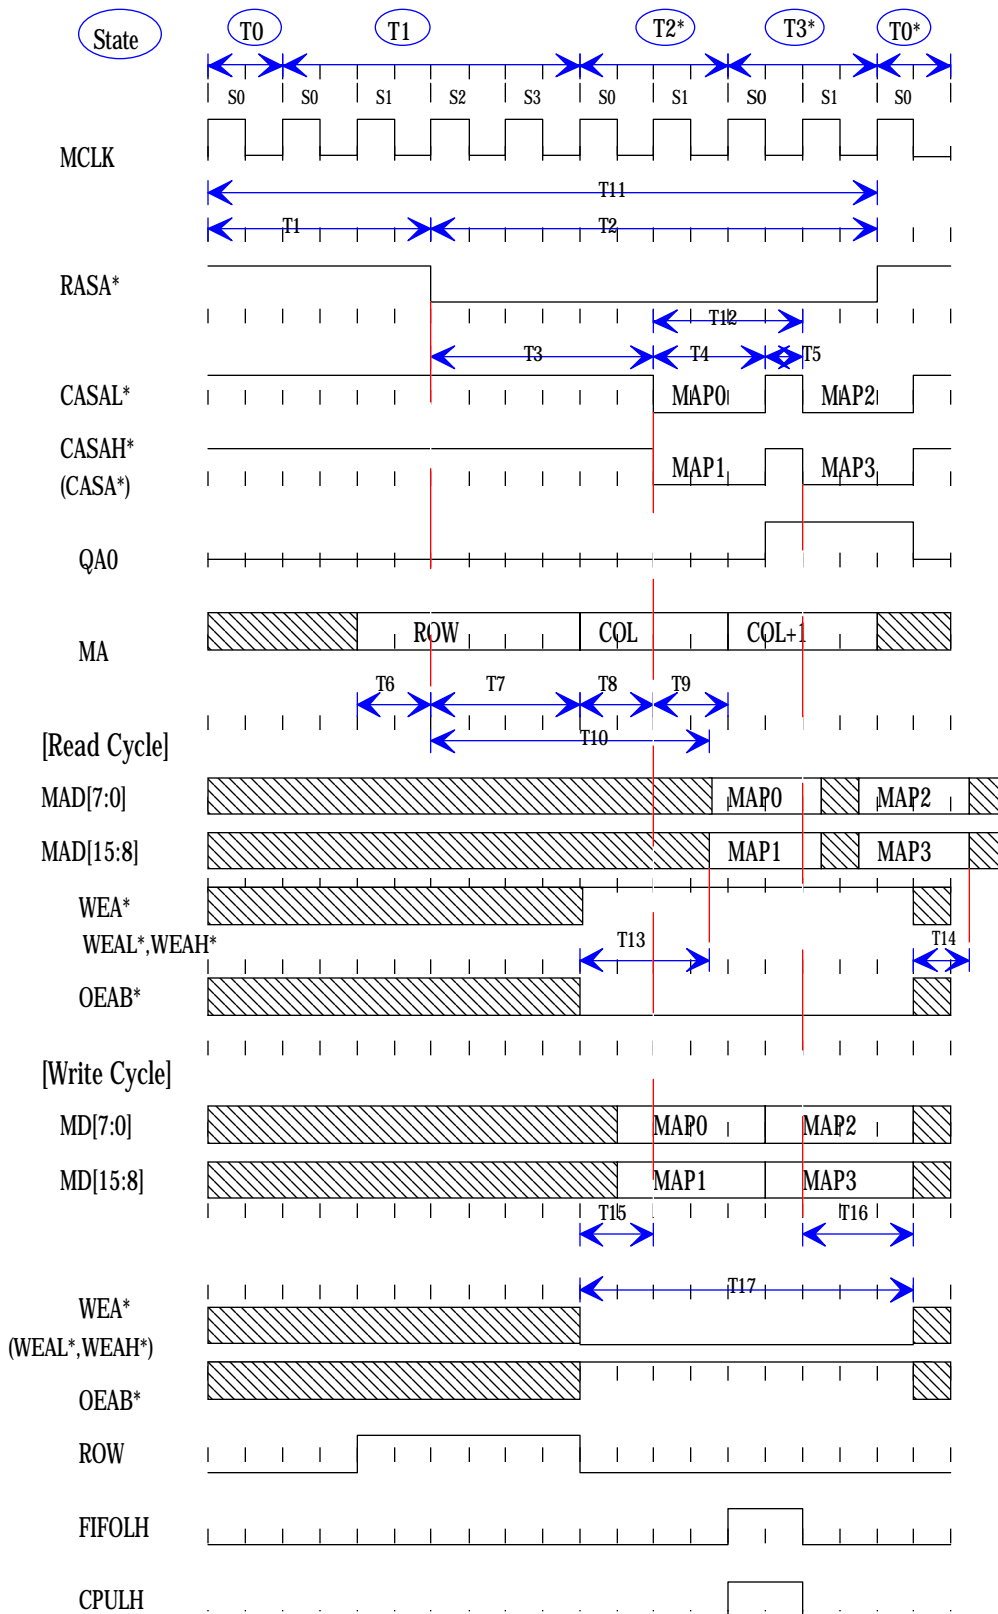 State T0 T1 T2* T3* T0*
S0 S0 S1 S2 S3 S0 S1 S0 S1 S0
MCLK
T11
T1 T2
RASA*
T12
T3 T4 T5
CASAL* MAP0 MAP2
CASAH*
(CASA*) MAP1 MAP3
QA0
MA ROW COL COL+1
T6 T7 T8 T9
T10
[Read Cycle]
MAD[7:0] MAP0 MAP2
MAD[15:8] MAP1 MAP3
WEA*
WEAL*,WEAH* T13 T14
OEAB*
[Write Cycle]
MD[7:0] MAP0 MAP2
MD[15:8] MAP1 MAP3
T15 T16
T17
WEA*
(WEAL*,WEAH*)
OEAB*
ROW
FIFOLH
CPULH